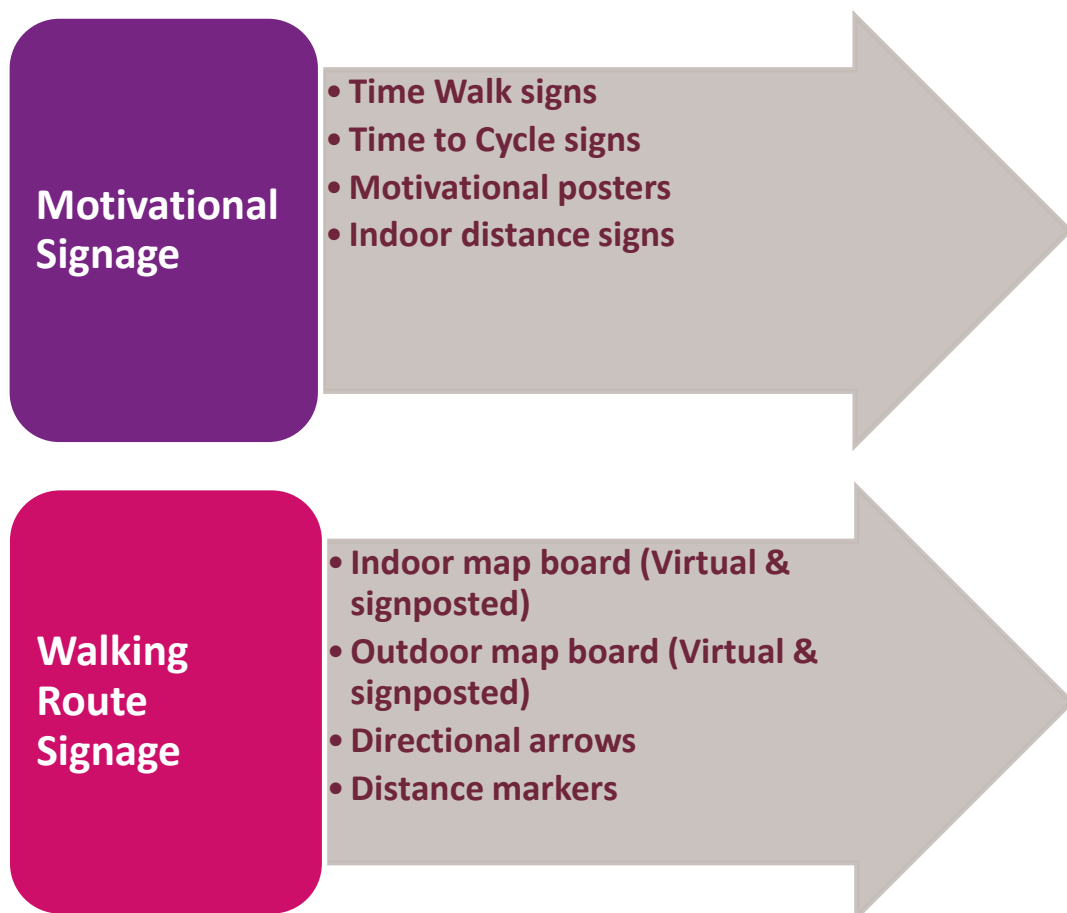 Motivational
Signage
• Time Walk signs
• Time to Cycle signs
• Motivational posters
• Indoor distance signs
Walking
Route
Signage
• Indoor map board (Virtual &
signposted)
• Outdoor map board (Virtual &
signposted)
• Directional arrows
• Distance markers